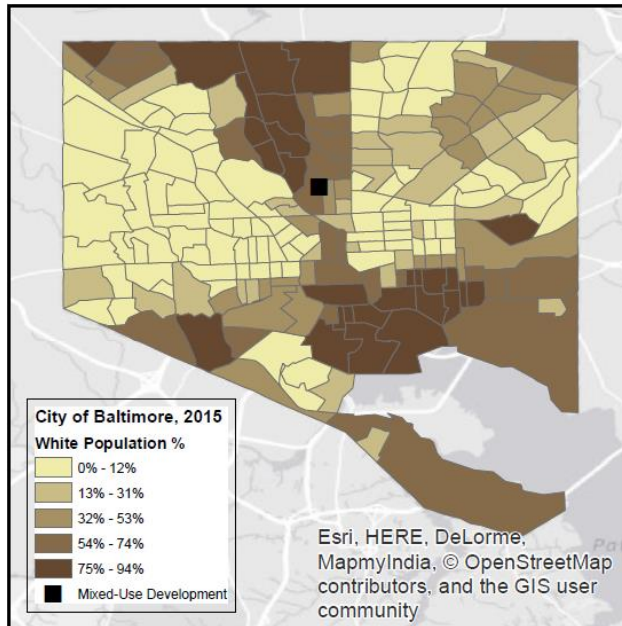 City of Baltimore, 2015
White Population %
0% - 12%
13% - 31%
32% - 53%
54% - 74%
75% - 94%
Mixed-Use Development
Esri, HERE, DeLorme,
MapmyIndia, © OpenStreetMap
contributors, and the GIS user
community